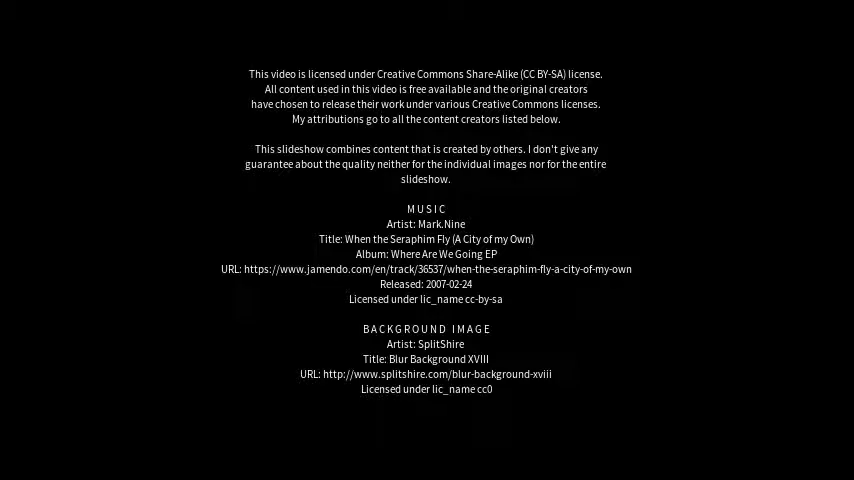 This video is licensed under Creative Commons Share-Alike (CC BY-SA) license.
All content used in this video is free available and the original creators
have chosen to release their work under various Creative Commons licenses.
My attributions go to all the content creators listed below.
This slideshow combines content that is created by others. I don't give any
guarantee about the quality neither for the individual images nor for the entire
slideshow.
MUSIC
Artist: Mark.Nine
Title: When the Seraphim Fly (A City of my Own)
Album: Where Are We Going EP
URL: https://www.jamendo.com/en/track/36537/when-the-seraphim-fly-a-city-of-my-own
Released: 2007-02-24
Licensed under lic_name cc-by-sa
BACKGROUND IMAGE
Artist: SplitShire
Title: Blur Background XVIII
URL: http://www.splitshire.com/blur-background-xviii
Licensed under lic_name cc0